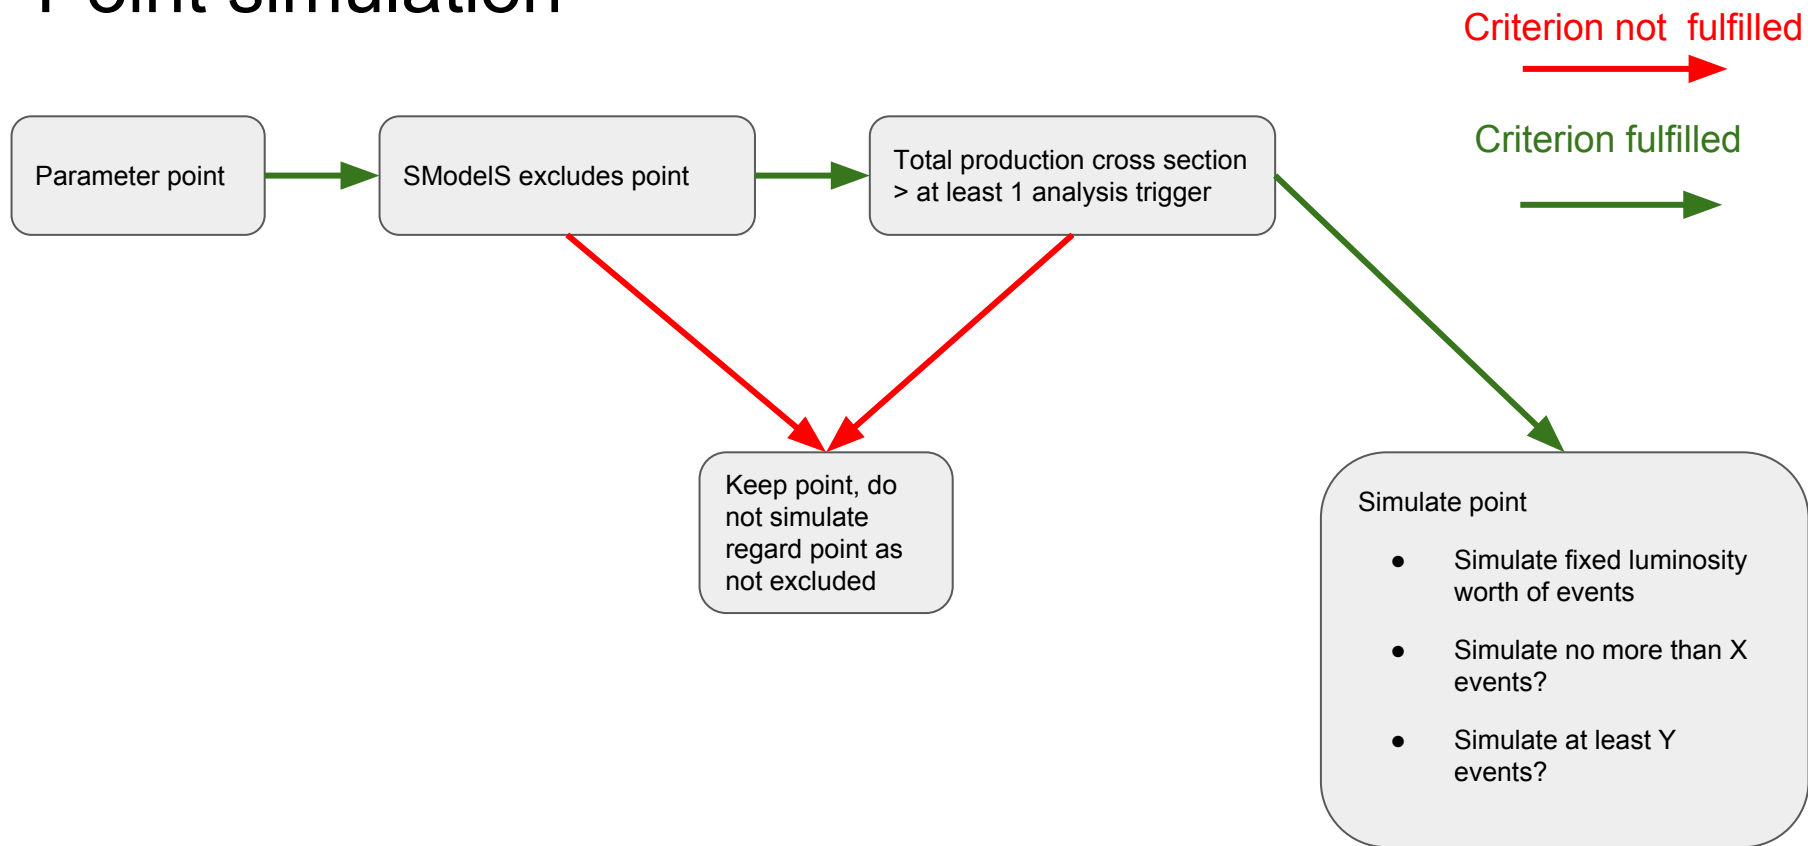 Point simulation
Criterion not  fulfilled
Criterion fulfilled
Parameter point
SModelS excludes point
Total production cross section
> at least 1 analysis trigger
Keep point, do
not simulate
regard point as
not excluded
Simulate point
● Simulate fixed luminosity
worth of events
● Simulate no more than X
events?
● Simulate at least Y
events?